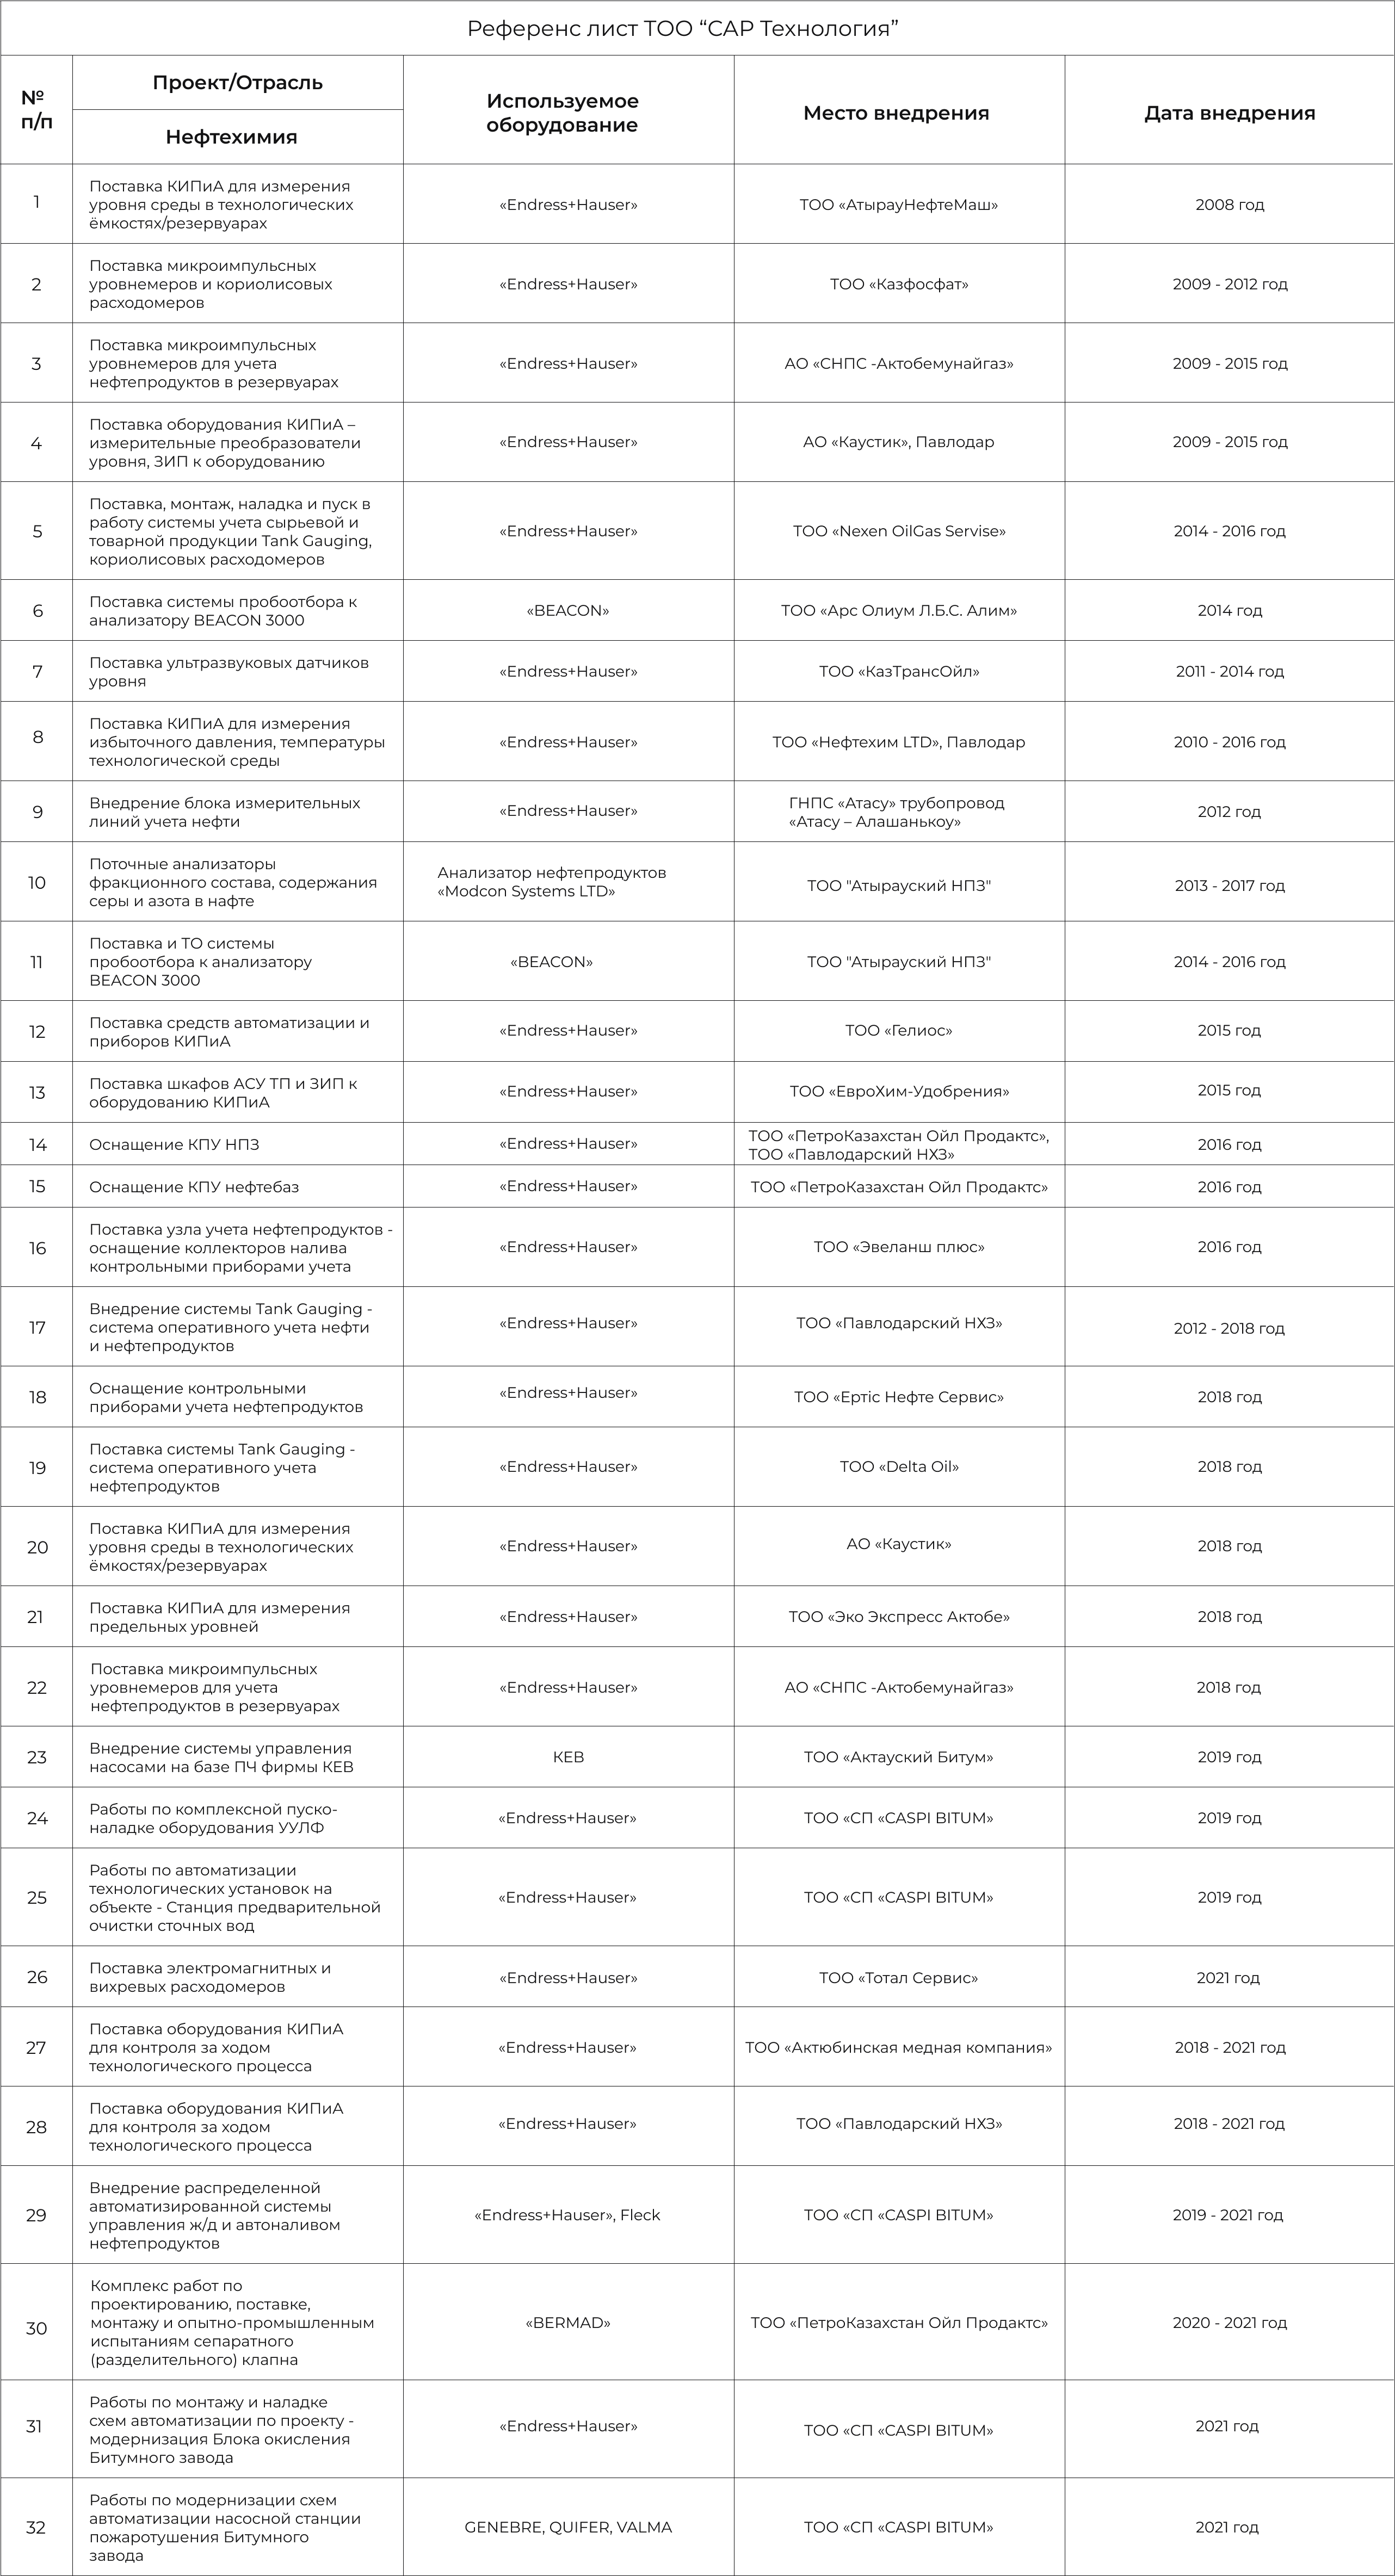 Референс лист ТОО “САР Технология”
№
п/п
Проект/Отрасль
Нефтехимия
Используемое
оборудование
Место внедрения
Дата внедрения
1
Поставка КИПиА для измерения
уровня среды в технологических
ёмкостях/резервуарах
«Endress+Hauser»
ТОО «АтырауНефтеМаш»
2008 год
2
Поставка микроимпульсных
уровнемеров и кориолисовых
расходомеров
«Endress+Hauser»
ТОО «Казфосфат»
2009 - 2012 год
3
Поставка микроимпульсных
уровнемеров для учета
нефтепродуктов в резервуарах
«Endress+Hauser»
АО «СНПС -Актобемунайгаз»
2009 - 2015 год
4
Поставка оборудования КИПиА –
измерительные преобразователи
уровня, ЗИП к оборудованию
«Endress+Hauser»
АО «Каустик», Павлодар
2009 - 2015 год
5
Поставка, монтаж, наладка и пуск в
работу системы учета сырьевой и
товарной продукции Tank Gauging,
кориолисовых расходомеров
«Endress+Hauser»
ТОО «Nexen OilGas Servise»
2014 - 2016 год
6
Поставка системы пробоотбора к
анализатору BEACON 3000
«BEACON»
ТОО «Арс Олиум Л.Б.С. Алим»
2014 год
7
Поставка ультразвуковых датчиков
уровня
«Endress+Hauser»
ТОО «КазТрансОйл»
2011 - 2014 год
8
Поставка КИПиА для измерения
избыточного давления, температуры
технологической среды
«Endress+Hauser»
ТОО «Нефтехим LTD», Павлодар
2010 - 2016 год
9
Внедрение блока измерительных
линий учета нефти
«Endress+Hauser»
ГНПС «Атасу» трубопровод
«Атасу – Алашанькоу»
2012 год
10
Поточные анализаторы
фракционного состава, содержания
серы и азота в нафте
Анализатор нефтепродуктов
«Modcon Systems LTD»
ТОО "Атырауский НПЗ"
2013 - 2017 год
11
Поставка и ТО системы
пробоотбора к анализатору
BEACON 3000
«BEACON»
ТОО "Атырауский НПЗ"
2014 - 2016 год
12
Поставка средств автоматизации и
приборов КИПиА
«Endress+Hauser»
ТОО «Гелиос»
2015 год
13
Поставка шкафов АСУ ТП и ЗИП к
оборудованию КИПиА
«Endress+Hauser»
ТОО «ЕвроХим-Удобрения»
2015 год
14
Оснащение КПУ НПЗ
«Endress+Hauser»
ТОО «ПетроКазахстан Ойл Продактс»,
ТОО «Павлодарский НХЗ»
2016 год
15
Оснащение КПУ нефтебаз
«Endress+Hauser»
ТОО «ПетроКазахстан Ойл Продактс»
2016 год
16
Поставка узла учета нефтепродуктов -
оснащение коллекторов налива
контрольными приборами учета
«Endress+Hauser»
ТОО «Эвеланш плюс»
2016 год
17
Внедрение системы Tank Gauging -
система оперативного учета нефти
и нефтепродуктов
«Endress+Hauser»
ТОО «Павлодарский НХЗ»
2012 - 2018 год
18
Оснащение контрольными
приборами учета нефтепродуктов
«Endress+Hauser»
ТОО «Ертіс Нефте Сервис»
2018 год
19
Поставка системы Tank Gauging -
система оперативного учета
нефтепродуктов
«Endress+Hauser»
ТОО «Delta Oil»
2018 год
20
Поставка КИПиА для измерения
уровня среды в технологических
ёмкостях/резервуарах
«Endress+Hauser»
АО «Каустик»
2018 год
21
Поставка КИПиА для измерения
предельных уровней
«Endress+Hauser»
ТОО «Эко Экспресс Актобе»
2018 год
22
Поставка микроимпульсных
уровнемеров для учета
нефтепродуктов в резервуарах
«Endress+Hauser»
АО «СНПС -Актобемунайгаз»
2018 год
23
Внедрение системы управления
насосами на базе ПЧ фирмы КЕВ
КЕВ
ТОО «Актауский Битум»
2019 год
24
Работы по комплексной пуско-
наладке оборудования УУЛФ
«Endress+Hauser»
ТОО «СП «CASPI BITUM»
2019 год
25
Работы по автоматизации
технологических установок на
объекте - Станция предварительной
очистки сточных вод
«Endress+Hauser»
ТОО «СП «CASPI BITUM»
2019 год
26
Поставка электромагнитных и
вихревых расходомеров
«Endress+Hauser»
ТОО «Тотал Сервис»
2021 год
27
Поставка оборудования КИПиА
для контроля за ходом
технологического процесса
«Endress+Hauser»
ТОО «Актюбинская медная компания»
2018 - 2021 год
28
Поставка оборудования КИПиА
для контроля за ходом
технологического процесса
«Endress+Hauser»
ТОО «Павлодарский НХЗ»
2018 - 2021 год
29
Внедрение распределенной
автоматизированной системы
управления ж/д и автоналивом
нефтепродуктов
«Endress+Hauser», Fleck
ТОО «СП «CASPI BITUM»
2019 - 2021 год
30
Комплекс работ по
проектированию, поставке,
монтажу и опытно-промышленным
испытаниям сепаратного
(разделительного) клапна
«BERMAD»
ТОО «ПетроКазахстан Ойл Продактс»
2020 - 2021 год
31
Работы по монтажу и наладке
схем автоматизации по проекту -
модернизация Блока окисления
Битумного завода
«Endress+Hauser»
ТОО «СП «CASPI BITUM»
2021 год
32
Работы по модернизации схем
автоматизации насосной станции
пожаротушения Битумного
завода
GENEBRE, QUIFER, VALMA
ТОО «СП «CASPI BITUM»
2021 год